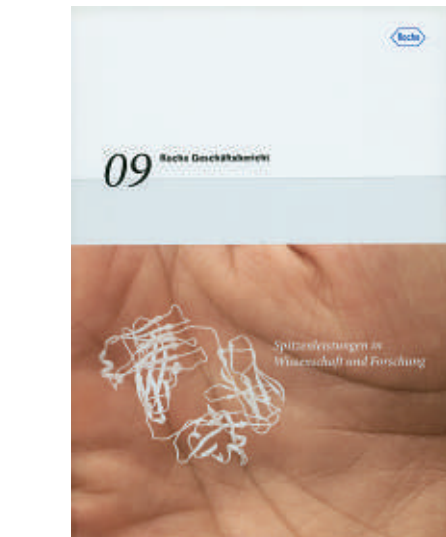 Roche
09 Roche Geschäftsbericht
Spitzenleistungen in
Wissenschaft und Forschung